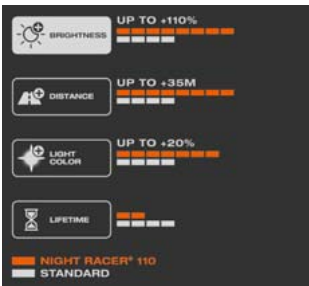 UP TO +110%
BRIGHTNESS
UP TO +35M
DISTANCE
UP TO +20%
LIGHT
COLOR
LIFETIME
NIGHT RACER® 110
STANDARD